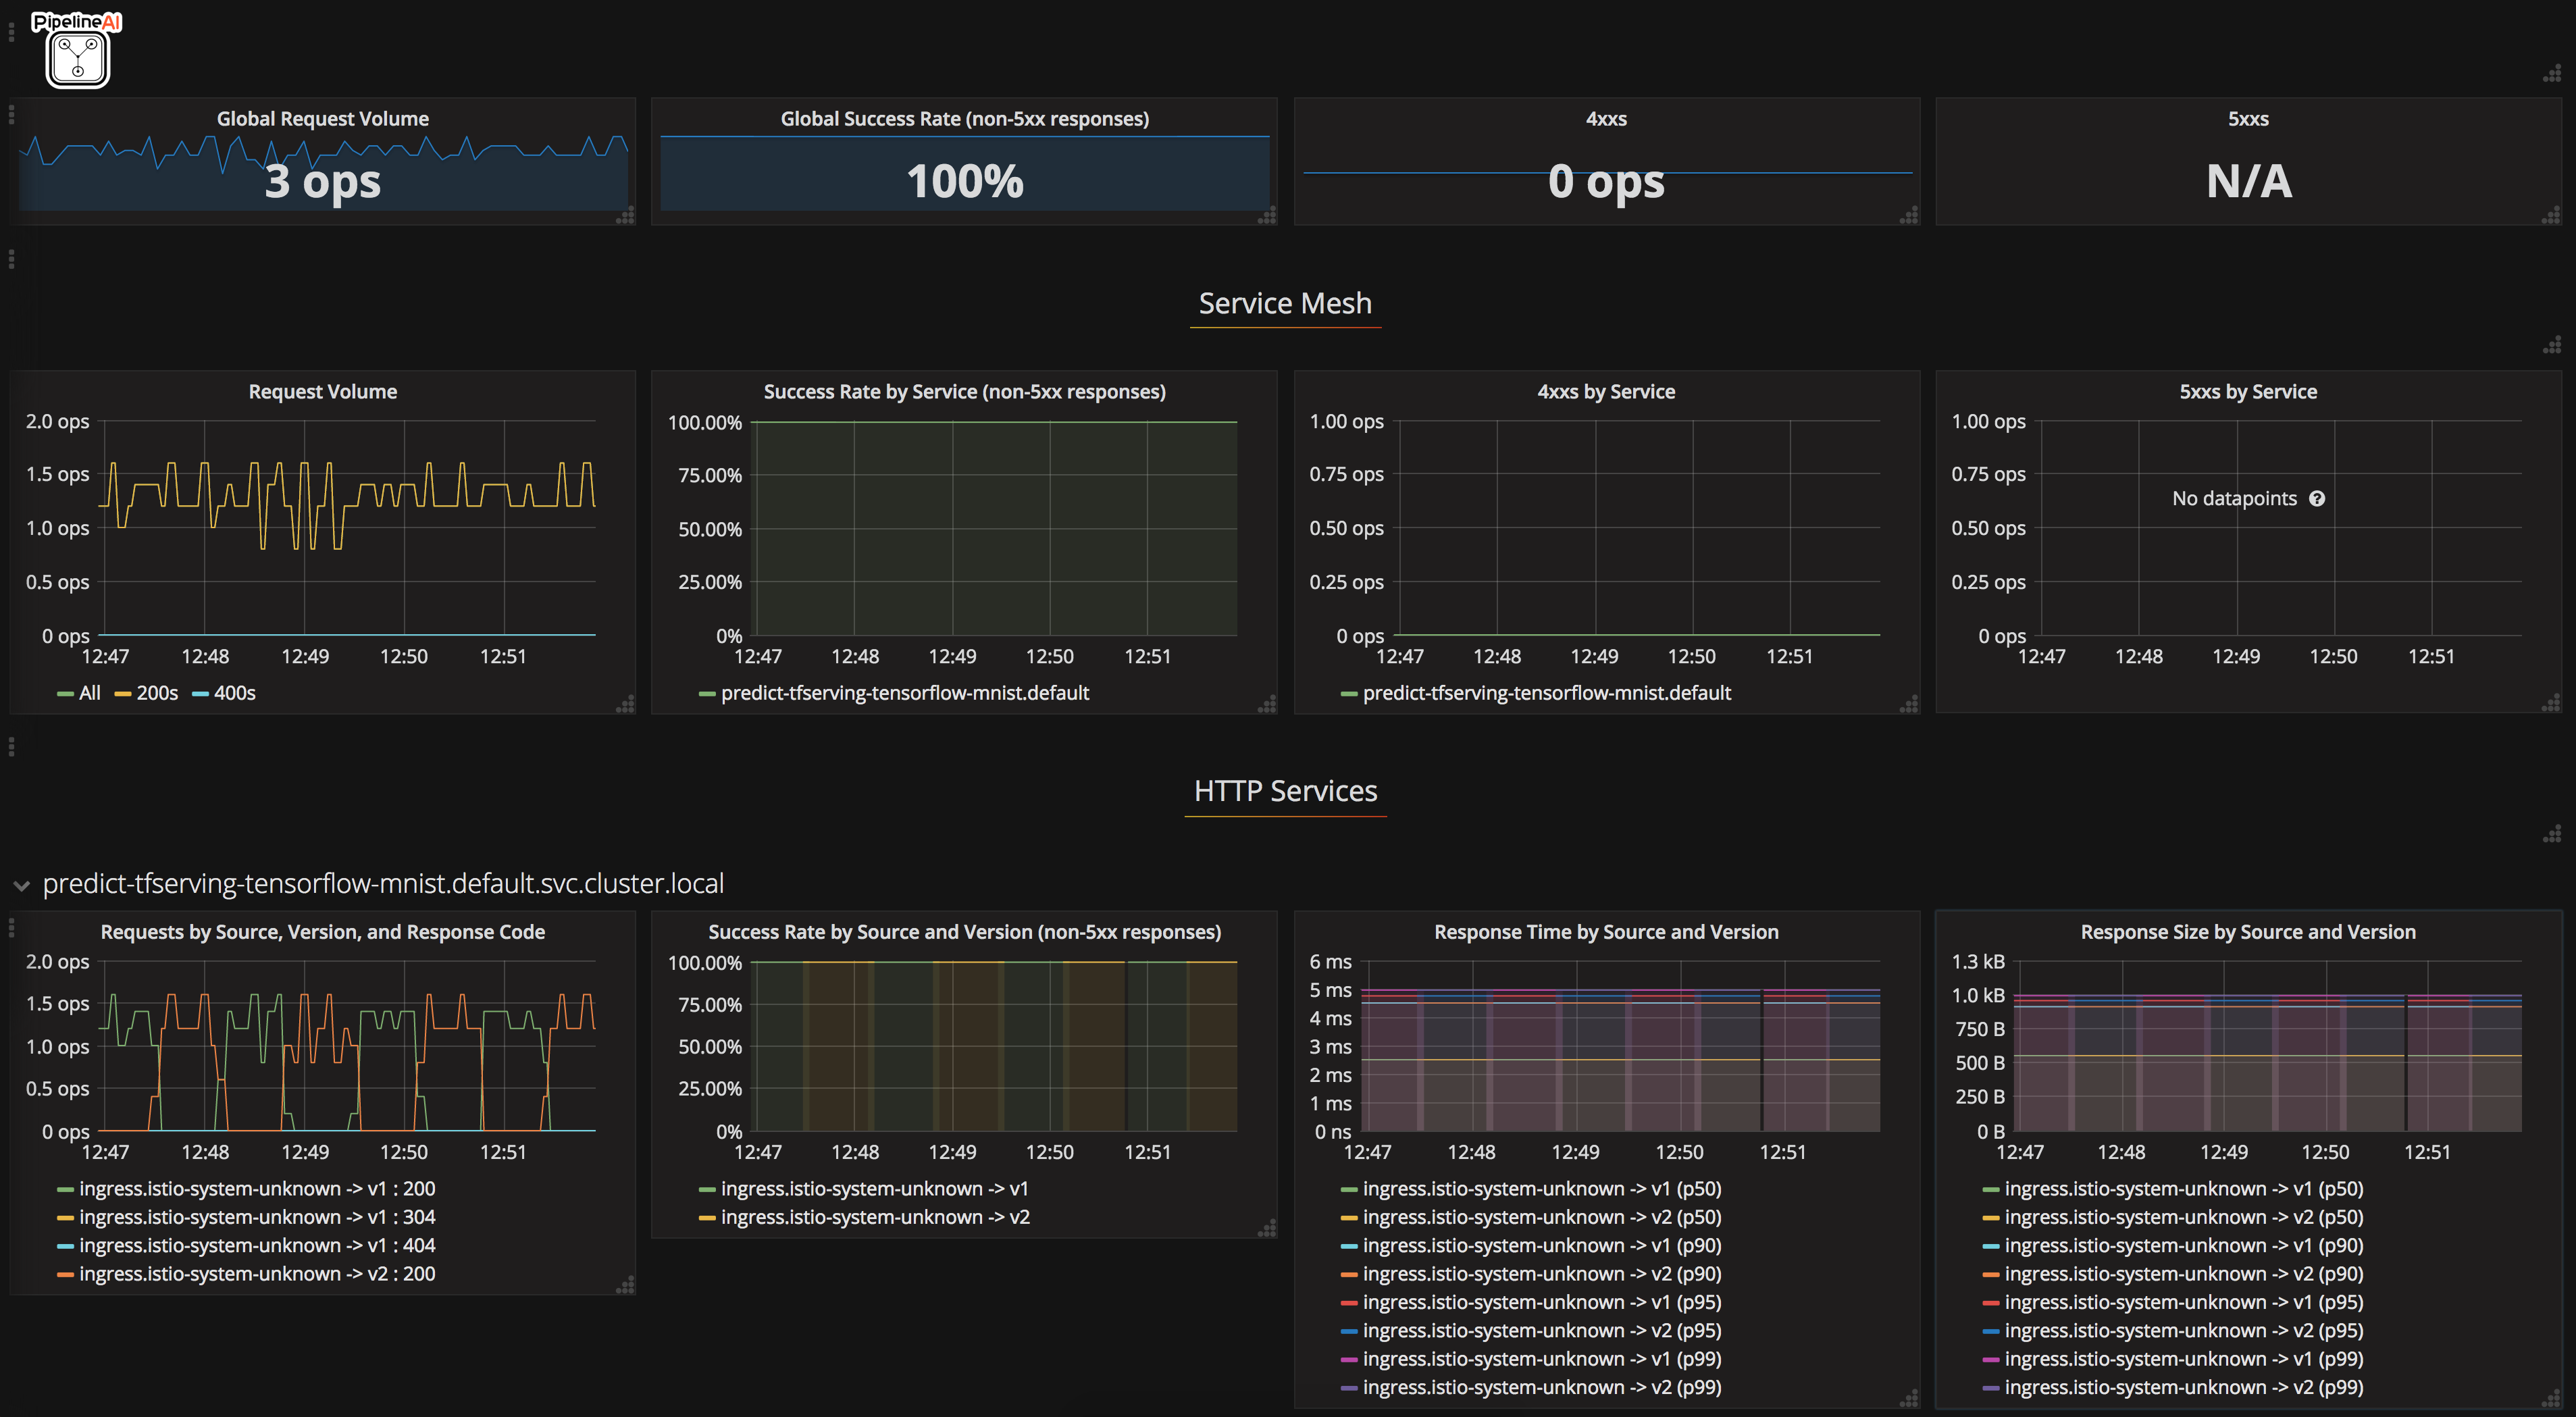 PipelineAI
Global Request Volume
3 ops
Global Success Rate (non-5xx responses)
100%
4xxs
0 ops
5xxs
N/A
Service Mesh
Request Volume
2.0 ops
1.5 ops
1.0 ops
0.5 ops
0 ops
12:47 12:48 12:49 12:50 12:51
All 200s 400s
Success Rate by Service (non-5xx responses)
100.00%
75.00%
50.00%
25.00%
0%
12:47 12:48 12:49 12:50 12:51
predict-tfserving-tensorflow-mnist.default
4xxs by Service
1.00 ops
0.75 ops
0.50 ops
0.25 ops
0 ops
12:47 12:48 12:49 12:50 12:51
predict-tfserving-tensorflow-mnist.default
5xxs by Service
1.00 ops
0.75 ops
No datapoints ?
0.50 ops
0.25 ops
0 ops
12:47 12:48 12:49 12:50 12:51
HTTP Services
predict-tfserving-tensorflow-mnist.default.svc.cluster.local
Requests by Source, Version, and Response Code
2.0 ops
1.5 ops
1.0 ops
0.5 ops
0 ops
12:47 12:48 12:49 12:50 12:51
ingress.istio-system-unknown -> v1 : 200
ingress.istio-system-unknown -> v1 : 304
ingress.istio-system-unknown -> v1 : 404
ingress.istio-system-unknown -> v2 : 200
Success Rate by Source and Version (non-5xx responses)
100.00%
75.00%
50.00%
25.00%
0%
12:47 12:48 12:49 12:50 12:51
ingress.istio-system-unknown -> v1
ingress.istio-system-unknown -> v2
Response Time by Source and Version
6 ms
5 ms
4 ms
3 ms
2 ms
1 ms
0 ns
12:47 12:48 12:49 12:50 12:51
ingress.istio-system-unknown -> v1 (p50)
ingress.istio-system-unknown -> v2 (p50)
ingress.istio-system-unknown -> v1 (p90)
ingress.istio-system-unknown -> v2 (p90)
ingress.istio-system-unknown -> v1 (p95)
ingress.istio-system-unknown -> v2 (p95)
ingress.istio-system-unknown -> v1 (p99)
ingress.istio-system-unknown -> v2 (p99)
Response Size by Source and Version
1.3 kB
1.0 kB
750 B
500 B
250 B
0 B
12:47 12:48 12:49 12:50 12:51
ingress.istio-system-unknown -> v1 (p50)
ingress.istio-system-unknown -> v2 (p50)
ingress.istio-system-unknown -> v1 (p90)
ingress.istio-system-unknown -> v2 (p90)
ingress.istio-system-unknown -> v1 (p95)
ingress.istio-system-unknown -> v2 (p95)
ingress.istio-system-unknown -> v1 (p99)
ingress.istio-system-unknown -> v2 (p99)